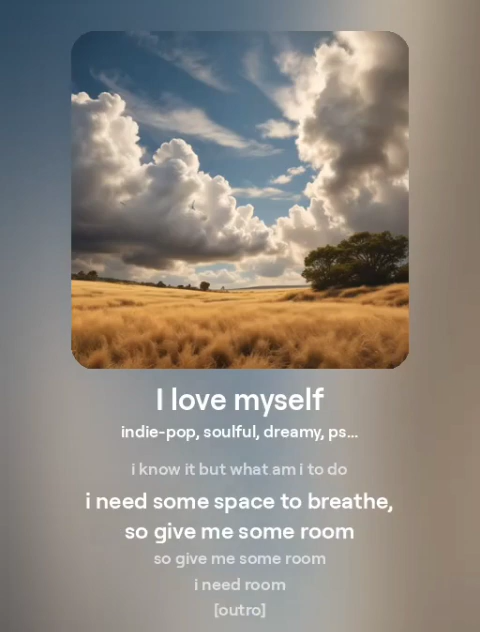 I love myself
indie-pop, soulful, dreamy, ps...
i know it but what am i to do
i need some space to breathe,
so give me some room
so give me some room
i need room
[outro]